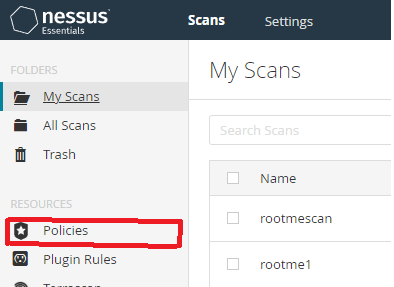 nessus
Essentials
Scans
Settings
FOLDERS
My Scans
All Scans
Trash
RESOURCES
Policies
Plugin Rules
My Scans
Search Scans
Name
rootmescan
rootme1